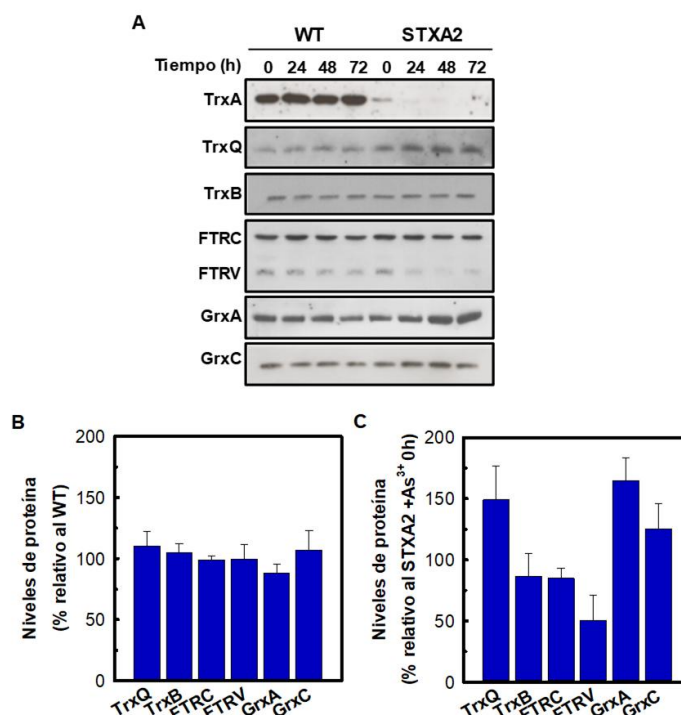 A
WT STXA2
Tiempo (h) 0 24 48 72 0 24 48 72
TrxA
TrxQ
TrxB
FTRC
FTRV
GrxA
GrxC
B
Niveles de proteína
(% relativo al WT)
200
150
100
50
0
TrxQ TrxB FTRC FTRV GrxA GrxC
C
Niveles de proteína
(% relativo al STXA2 +As3+ 0h)
200
150
100
50
0
TrxQ TrxB FTRC FTRV GrxA GrxC